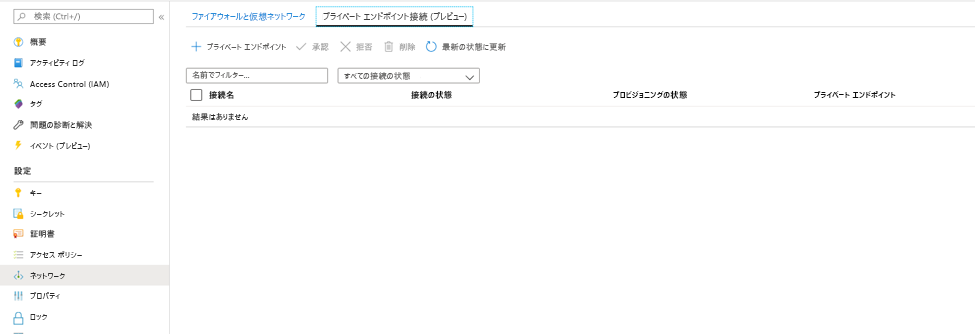 検索 (Ctrl+/)
«
概要
アクティビティ ログ
Access Control (IAM)
タグ
問題の診断と解決
イベント (プレビュー)
設定
キー
シークレット
証明書
アクセス ポリシー
ネットワーク
プロパティ
ロック
ファイアウォールと仮想ネットワーク プライベート エンドポイント接続 (プレビュー)
プライベート エンドポイント 承認 拒否 削除 最新の状態に更新
名前でフィルター... すべての接続の状態
接続名 接続の状態 プロビジョニングの状態 プライベート エンドポイント
結果はありません